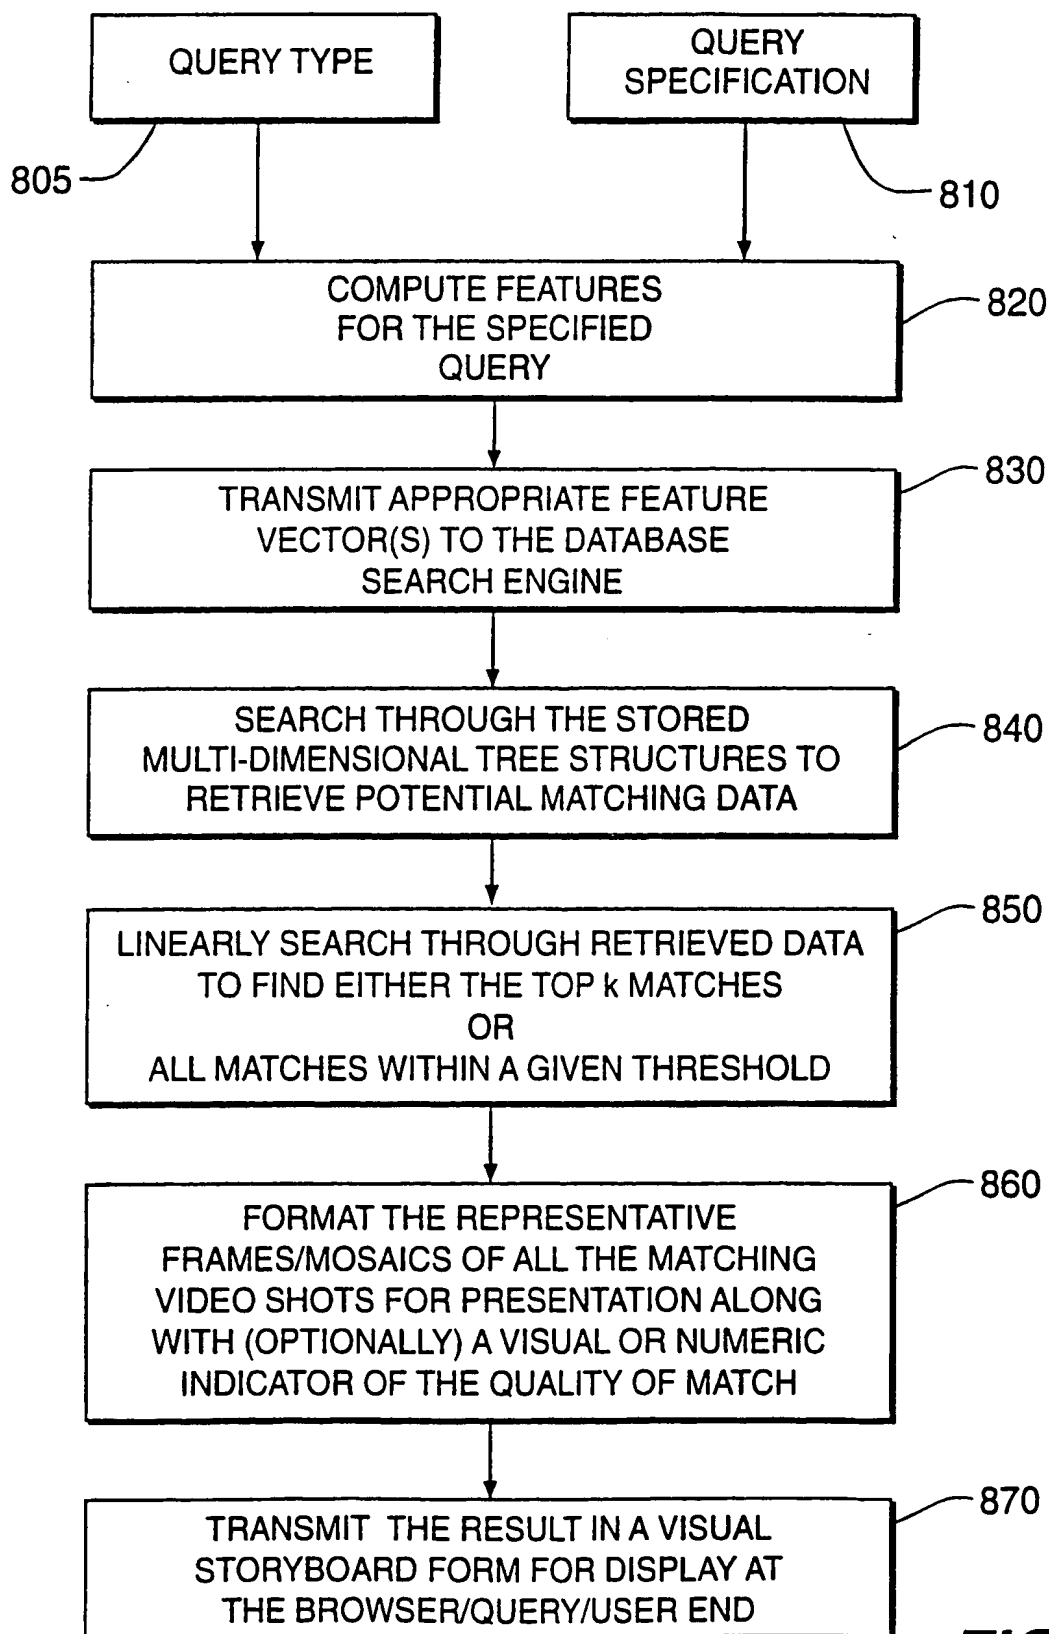 QUERY TYPE
QUERY
SPECIFICATION
805
810
COMPUTE FEATURES
FOR THE SPECIFIED
QUERY
820
TRANSMIT APPROPRIATE FEATURE
VECTOR(S) TO THE DATABASE
SEARCH ENGINE
830
SEARCH THROUGH THE STORED
MULTI-DIMENSIONAL TREE STRUCTURES TO
RETRIEVE POTENTIAL MATCHING DATA
840
LINEARLY SEARCH THROUGH RETRIEVED DATA
TO FIND EITHER THE TOP k MATCHES
OR
ALL MATCHES WITHIN A GIVEN THRESHOLD
850
FORMAT THE REPRESENTATIVE
FRAMES/MOSAICS OF ALL THE MATCHING
VIDEO SHOTS FOR PRESENTATION ALONG
WITH (OPTIONALLY) A VISUAL OR NUMERIC
INDICATOR OF THE QUALITY OF MATCH
860
TRANSMIT THE RESULT IN A VISUAL
STORYBOARD FORM FOR DISPLAY AT
THE BROWSER/QUERY/USER END
870